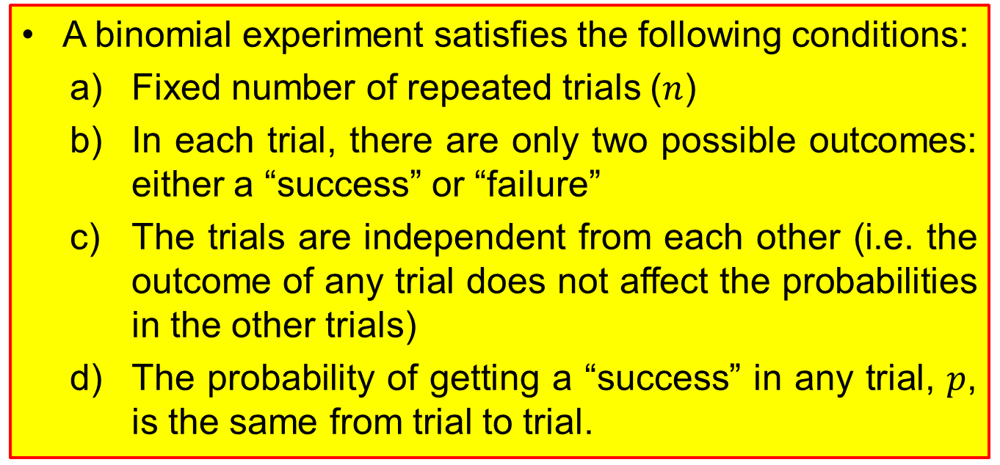 • A binomial experiment satisfies the following conditions:
a) Fixed number of repeated trials (n)
b) In each trial, there are only two possible outcomes:
either a “success” or “failure”
c) The trials are independent from each other (i.e. the
outcome of any trial does not affect the probabilities
in the other trials)
d) The probability of getting a “success” in any trial, p,
is the same from trial to trial.